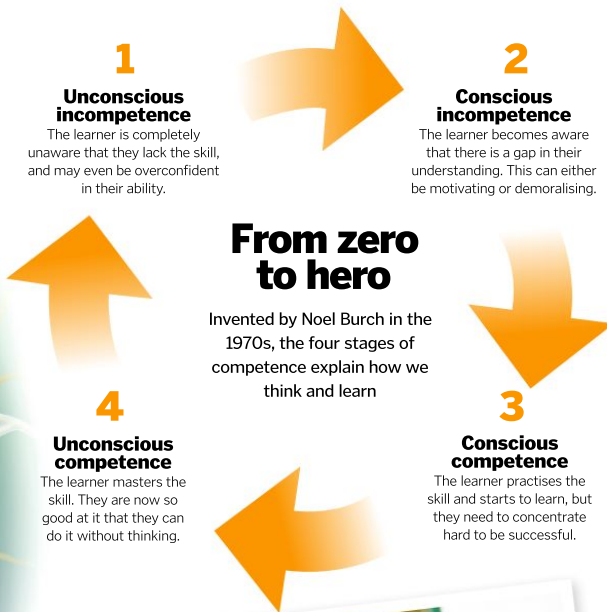 1
Unconscious
incompetence
The learner is completely
unaware that they lack the skill,
and may even be overconfident
in their ability.
2
Conscious
incompetence
The learner becomes aware
that there is a gap in their
understanding. This can either
be motivating or demoralising.
From zero
to hero
Invented by Noel Burch in the
1970s, the four stages of
competence explain how we
think and learn
3
Conscious
competence
The learner practises the
skill and starts to learn, but
they need to concentrate
hard to be successful.
4
Unconscious
competence
The learner masters the
skill. They are now so
good at it that they can
do it without thinking.